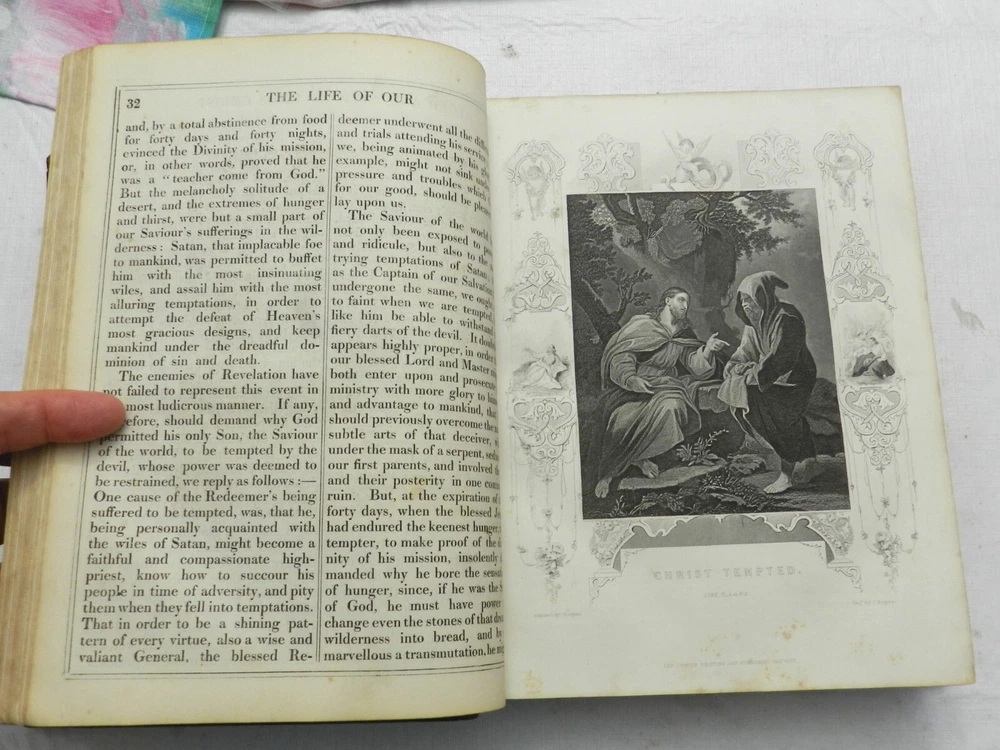 32
THE LIFE OF OUR
and, by a total abstinence from food
for forty days and forty nights,
evinced the Divinity of his mission,
or, in other words, proved that he
was a "teacher come from God."
But the melancholy solitude of a
desert, and the extremes of hunger
and thirst, were but a small part of
our Saviour's sufferings in the wil-
derness: Satan, that implacable foe
to mankind, was permitted to buffet
him with the most insinuating
wiles, and assail him with the most
alluring temptations, in order to
attempt the defeat of Heaven's
most gracious designs, and keep
mankind under the dreadful do-
minion of sin and death.
The enemies of Revelation have
not failed to represent this event in
most ludicrous manner. If any,
should demand why God
permitted his only Son, the Saviour
of the world, to be tempted by the
devil, whose power was deemed to
be restrained, we reply as follows:—
One cause of the Redeemer's being
suffered to be tempted, was, that he,
being personally acquainted with
the wiles of Satan, might become a
faithful and compassionate high-
priest, know how to succour his
people in time of adversity, and pity
them when they fell into temptations.
That in order to be a shining pat-
tern of every virtue, also a wise and
valiant General, the blessed Re-
deemer underwent all the
and trials attending his
we, being animated by his
example, might not sink
pressure and troubles which
for our good, should be
lay upon us.
The Saviour of the world
not only been exposed to
and ridicule, but also to the
trying temptations of Satan
as the Captain of our
undergone the same, we
to faint when we are tempted,
like him be able to withstand
fiery darts of the devil. It
appears highly proper, in order
our blessed Lord and Master
both enter upon and prosecute
ministry with more glory to
and advantage to mankind, that
should previously overcome the
subtle arts of that deceiver,
under the mask of a serpent,
our first parents, and involved
and their posterity in one
ruin. But, at the expiration of
forty days, when the blessed
had endured the keenest hunger,
tempter, to make proof of the
nity of his mission, insolently
manded why he bore the
of hunger, since, if he was the
of God, he must have power
change even the stones of that
wilderness into bread, and by
marvellous a transmutation, he
CHRIST TEMPTED.